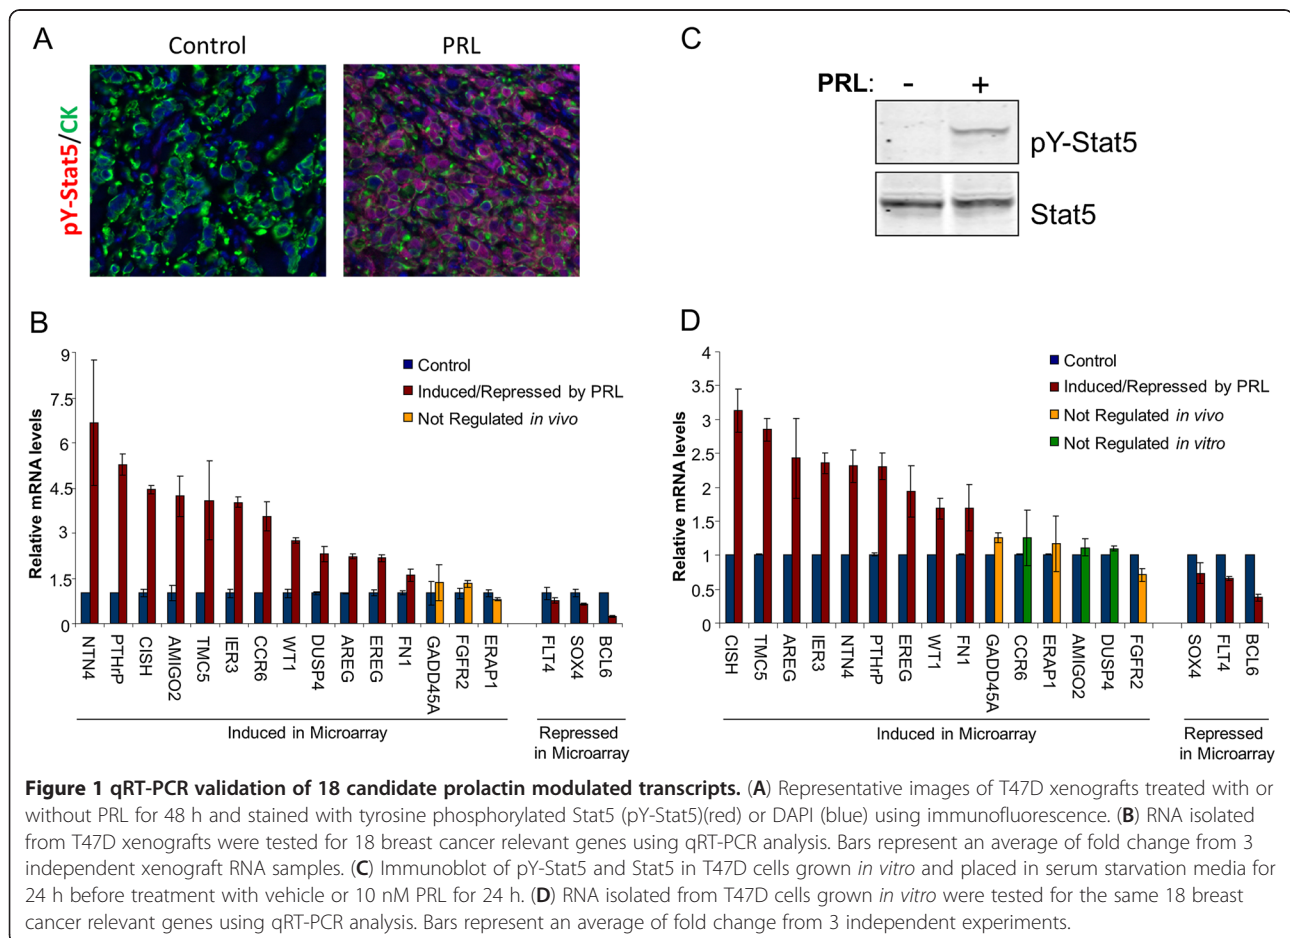 A
Control
PRL
pY-Stat5/CK
C
PRL: - +
pY-Stat5
Stat5
B
Relative mRNA levels
9
7.5
6
4.5
3
1.5
0
Control
Induced/Repressed by PRL
Not Regulated in vivo
NTN4
PTHrP
CISH
AMIGO2
TMC5
IER3
CCR6
WT1
DUSP4
AREG
EREG
FN1
GADD45A
FGFR2
ERAP1
FLT4
SOX4
BCL6
Induced in Microarray
Repressed
in Microarray
D
Relative mRNA levels
4
3.5
3
2.5
2
1.5
1
0.5
0
Control
Induced/Repressed by PRL
Not Regulated in vivo
Not Regulated in vitro
CISH
TMC5
AREG
IER3
NTN4
PTHrP
EREG
WT1
FN1
GADD45A
CCR6
ERAP1
AMIGO2
DUSP4
FGFR2
SOX4
FLT4
BCL6
Induced in Microarray
Repressed
in Microarray
Figure 1 qRT-PCR validation of 18 candidate prolactin modulated transcripts. (A) Representative images of T47D xenografts treated with or
without PRL for 48 h and stained with tyrosine phosphorylated Stat5 (pY-Stat5)(red) or DAPI (blue) using immunofluorescence. (B) RNA isolated
from T47D xenografts were tested for 18 breast cancer relevant genes using qRT-PCR analysis. Bars represent an average of fold change from 3
independent xenograft RNA samples. (C) Immunoblot of pY-Stat5 and Stat5 in T47D cells grown in vitro and placed in serum starvation media for
24 h before treatment with vehicle or 10 nM PRL for 24 h. (D) RNA isolated from T47D cells grown in vitro were tested for the same 18 breast
cancer relevant genes using qRT-PCR analysis. Bars represent an average of fold change from 3 independent experiments.